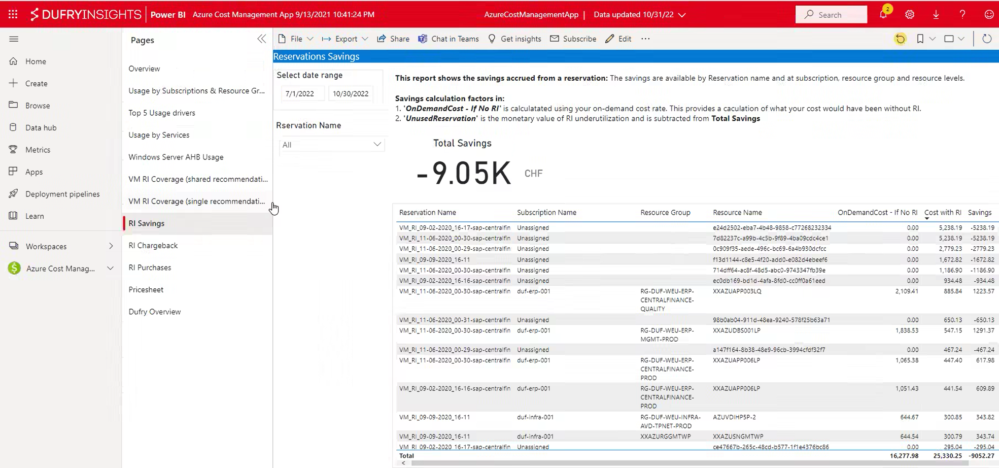 DUFRYINSIGHTS Power BI Azure Cost Management App 9/13/2021 10:41:24 PM AzureCostManagementApp | Data updated 10/31/22 Search 2
Pages
Home
Create
Browse
Data hub
Metrics
Apps
Deployment pipelines
Learn
Workspaces
Azure Cost Manag...
Overview
Usage by Subscriptions & Resource Gr...
Top 5 Usage drivers
Usage by Services
Windows Server AHB Usage
VM RI Coverage (shared recommendati...
VM RI Coverage (single recommendati...
RI Savings
RI Chargeback
RI Purchases
Pricesheet
Dufry Overview
File Export Share Chat in Teams Get insights Subscribe Edit ...
Reservations Savings
Select date range
7/1/2022 10/30/2022
Rservation Name
All
This report shows the savings accrued from a reservation: The savings are available by Reservation name and at subscription, resource group and resource levels.
Savings calculation factors in:
1. 'OnDemandCost - If No RI' is calculatated using your on-demand cost rate. This provides a caculation of what your cost would have been without RI.
2. 'UnusedReservation' is the monetary value of RI underutilization and is subtracted from Total Savings
Total Savings
-9.05K CHF
Reservation Name Subscription Name Resource Group Resource Name OnDemandCost - If No RI Cost with RI Savings
VM_RI_09-02-2020_16-17-sap-centralfin Unassigned e24d2502-eba7-4b48-9858-c77268232334 0.00 5,238.19 -5238.19
VM_RI_11-06-2020_00-30-sap-centralfin Unassigned 7d82237c-a99b-4c5b-9f89-4ba09cdc4ce1 0.00 5,238.19 -5238.19
VM_RI_11-06-2020_00-29-sap-centralfin Unassigned 0c909f35-aede-496c-bc69-6a4b930dcfcc 0.00 2,779.23 -2779.23
VM_RI_09-09-2020_16-11 Unassigned f13d1144-c8e5-4f20-add0-e082d4ebeef6 0.00 1,672.82 -1672.82
VM_RI_11-06-2020_00-30-sap-centralfin Unassigned 714dff64-ac8f-48d5-abc0-9743347fb39e 0.00 1,186.90 -1186.90
VM_RI_09-02-2020_16-16-sap-centralfin Unassigned ec0db169-bd1d-4afa-8fd0-cc0ff0a61eed 0.00 934.48 -934.48
VM_RI_11-06-2020_00-30-sap-centralfin duf-erp-001 RG-DUF-WEU-ERP- XXAZUAPP003LQ 2,109.41 885.84 1223.57
CENTRALFINANCE-
QUALITY
VM_RI_11-06-2020_00-31-sap-centralfin Unassigned 98b0ab04-911d-48ea-9240-578f25b63a71 0.00 650.13 -650.13
VM_RI_11-06-2020_00-30-sap-centralfin duf-erp-001 RG-DUF-WEU-ERP- XXAZUDBS001LP 1,838.53 547.15 1291.37
MGMT-PROD
VM_RI_11-06-2020_00-29-sap-centralfin Unassigned a147f164-8b38-48e9-96cb-3994cfdf32f7 0.00 467.24 -467.24
VM_RI_11-06-2020_00-30-sap-centralfin duf-erp-001 RG-DUF-WEU-ERP- XXAZUAPP006LP 1,065.38 447.40 617.98
CENTRALFINANCE-
PROD
VM_RI_09-02-2020_16-16-sap-centralfin duf-erp-001 RG-DUF-WEU-ERP- XXAZUAPP006LP 1,051.43 441.54 609.89
CENTRALFINANCE-
PROD
VM_RI_09-09-2020_16-11 duf-infra-001 RG-DUF-WEU-INFRA- AZUVDIHP5P-2 644.67 300.85 343.82
AVD-TPNET-PROD
VM_RI_09-09-2020_16-11 duf-infra-001 XXAZURGGMTWP XXAZUSNGMTWP 644.54 300.79 343.74
VM_RI_09-02-2020_16-17-sap-centralfin Unassigned ce47667b-265c-48cd-b577-1f1e4376bc86 0.00 295.04 -295.04
Total 16,277.98 25,330.25 -9052.27